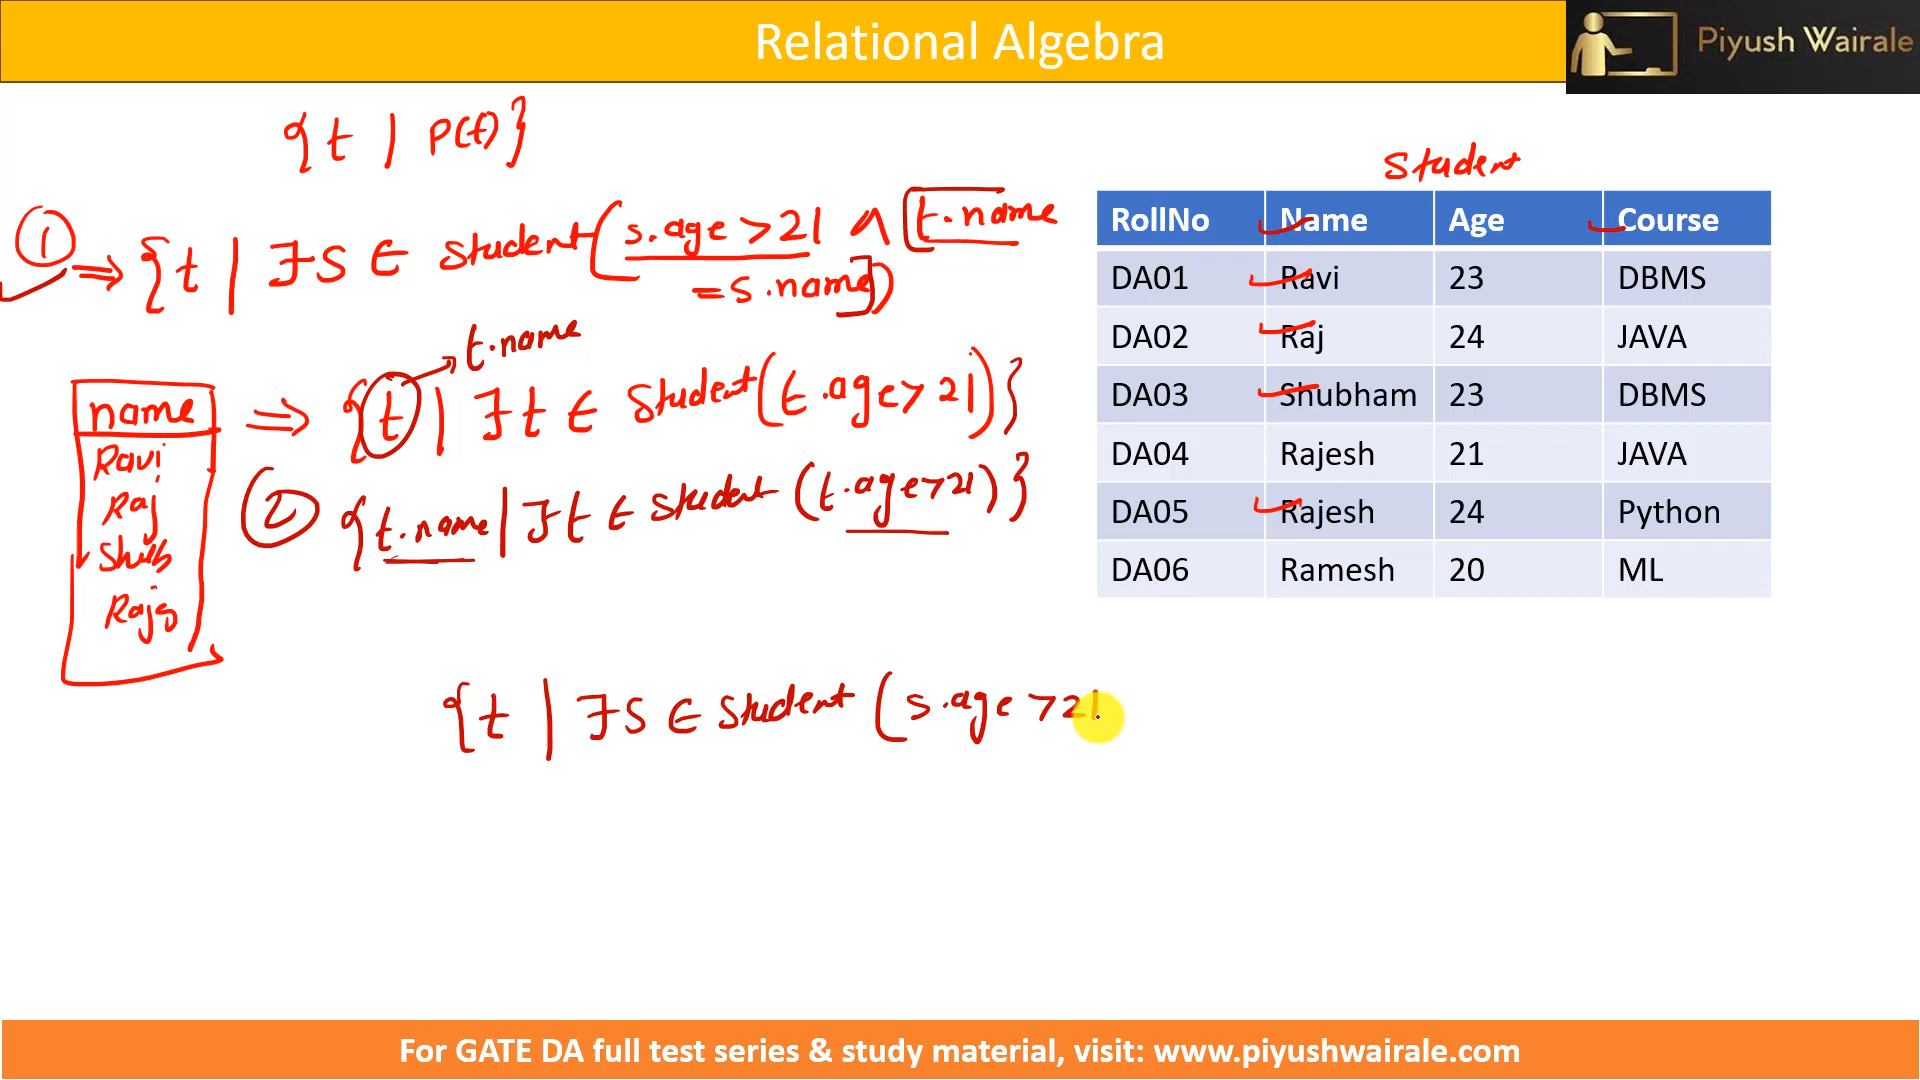 Relational Algebra
Piyush Wairale
{t | P(t)}
① ⇒ {t | ∃s ∈ student (s.age > 21 ∧ t.name
= s.name)
t.name
⇒ {t | ∃t ∈ student (t.age > 21)}
② {t.name | ∃t ∈ student (t.age > 21)}
name
Ravi
Raj
Shub
{t | ∃s ∈ student (s.age > 21
Student
RollNo Name Age Course
DA01 Ravi 23 DBMS
DA02 Raj 24 JAVA
DA03 Shubham 23 DBMS
DA04 Rajesh 21 JAVA
DA05 Rajesh 24 Python
DA06 Ramesh 20 ML
For GATE DA full test series & study material, visit: www.piyushwairale.com